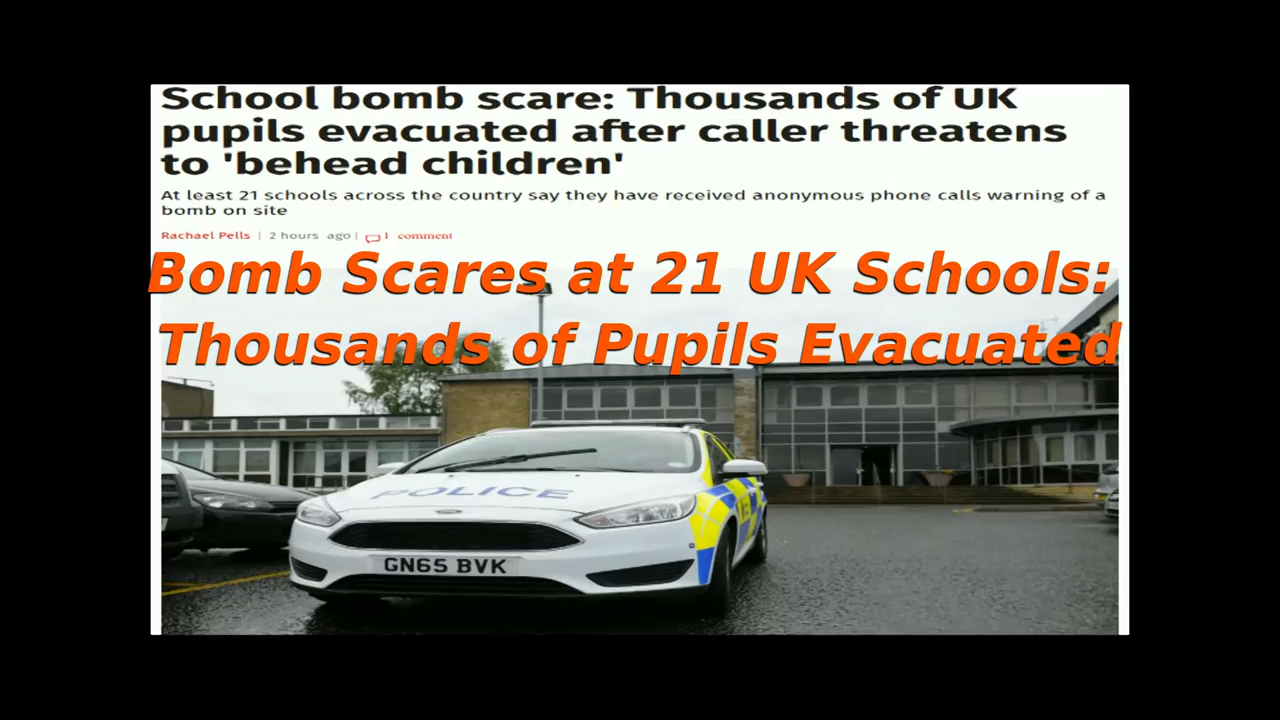 School bomb scare: Thousands of UK
pupils evacuated after caller threatens
to 'behead children'
At least 21 schools across the country say they have received anonymous phone calls warning of a
bomb on site
Rachael Pells | 2 hours ago | 1 comment
Bomb Scares at 21 UK Schools:
Thousands of Pupils Evacuated
POLICE
GN65 BVK